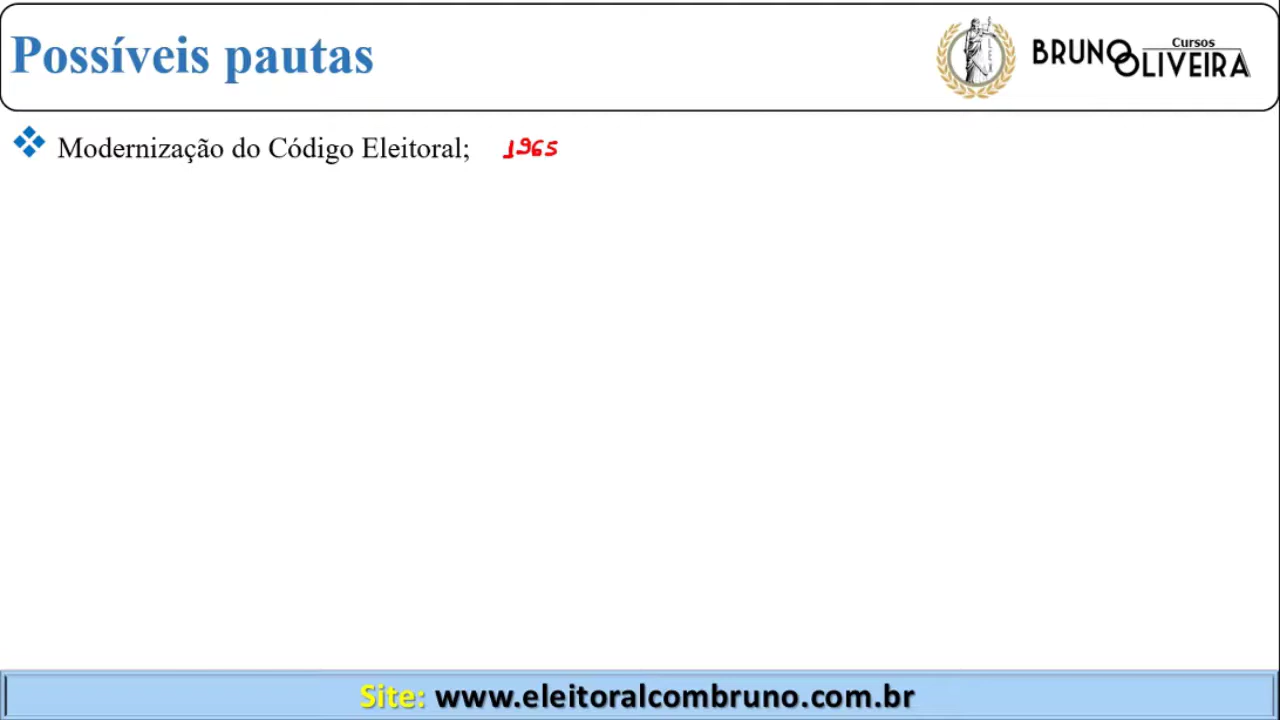 Possíveis pautas
Cursos
BRUNO OLIVEIRA
Modernização do Código Eleitoral; 1965
Site: www.eleitoralcombruno.com.br